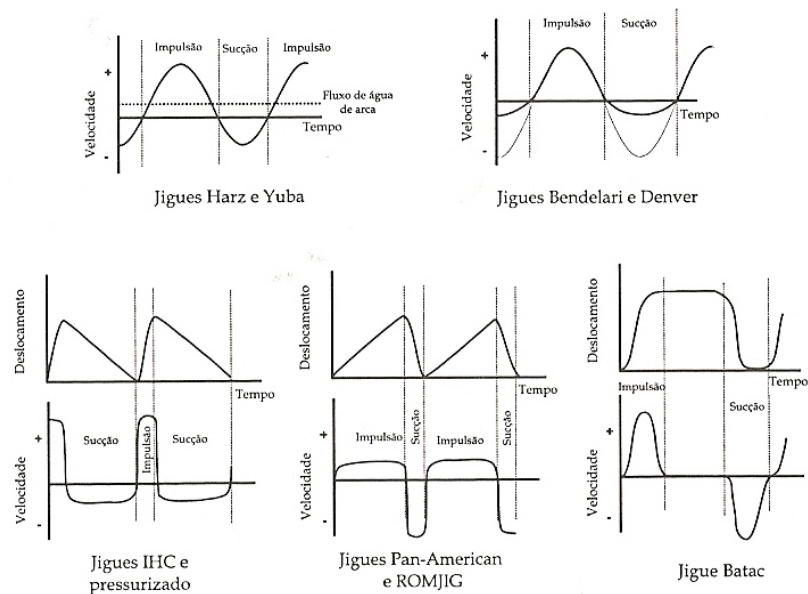 Impulsão Sucção Impulsão
+
Velocidade
-
Fluxo de água
de arca
Tempo
Jigues Harz e Yuba
Impulsão Sucção
+
Velocidade
-
Tempo
Jigues Bendelari e Denver
Deslocamento
Tempo
+
Velocidade
-
Sucção Impulsão Sucção
Jigues IHC e
pressurizado
Deslocamento
Tempo
+
Velocidade
-
Impulsão Sucção Impulsão Sucção
Jigues Pan-American
e ROMJIG
Deslocamento
Tempo
Impulsão
Sucção
+
Velocidade
-
Jigue Batac